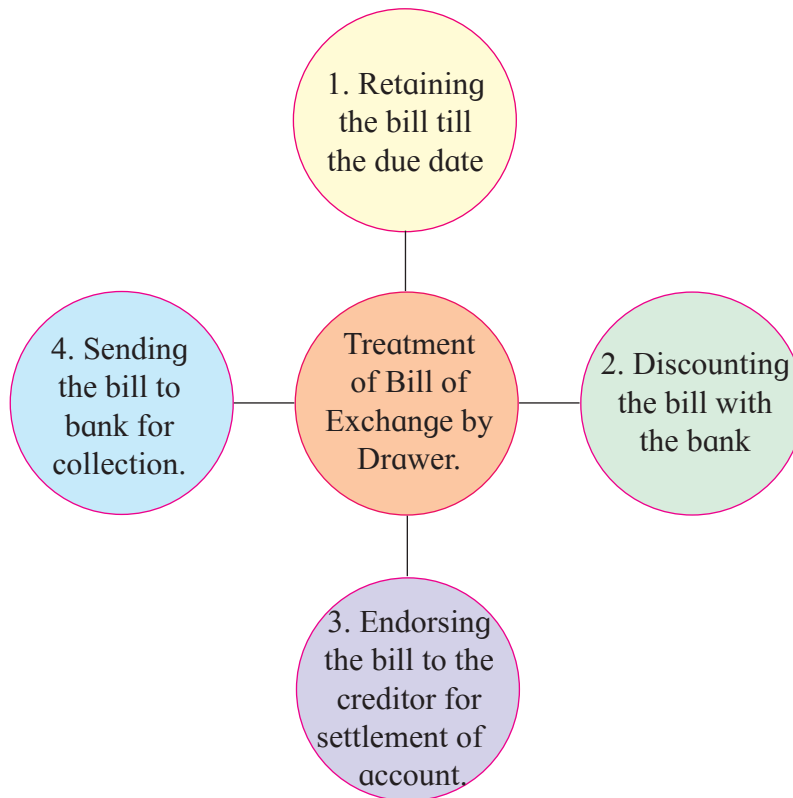 1. Retaining
the bill till
the due date
Treatment
of Bill of
Exchange by
Drawer.
2. Discounting
the bill with
the bank
3. Endorsing
the bill to the
creditor for
settlement of
account.
4. Sending
the bill to
bank for
collection.